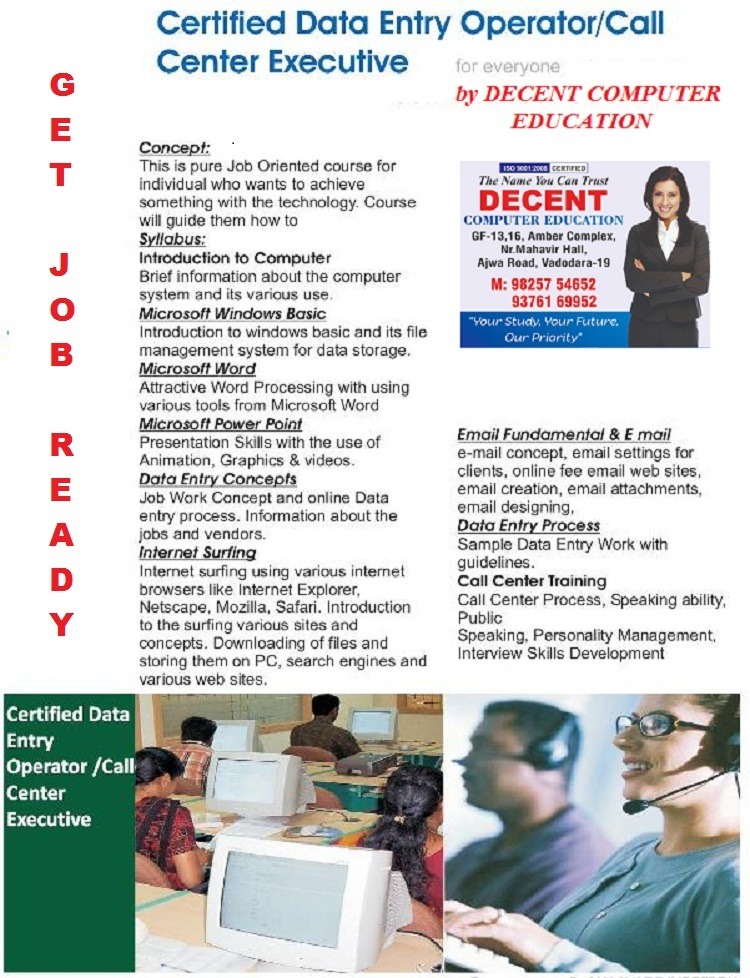 Certified Data Entry Operator/Call
Center Executive
for everyone
by DECENT COMPUTER
EDUCATION
GET JOB READY
Concept:
This is pure Job Oriented course for
individual who wants to achieve
something with the technology. Course
will guide them how to
Syllabus:
Introduction to Computer
Brief information about the computer
system and its various use.
Microsoft Windows Basic
Introduction to windows basic and its file
management system for data storage.
Microsoft Word
Attractive Word Processing with using
various tools from Microsoft Word
Microsoft Power Point
Presentation Skills with the use of
Animation, Graphics & videos.
Data Entry Concepts
Job Work Concept and online Data
entry process. Information about the
jobs and vendors.
Internet Surfing
Internet surfing using various internet
browsers like Internet Explorer,
Netscape, Mozilla, Safari. Introduction
to the surfing various sites and
concepts. Downloading of files and
storing them on PC, search engines and
various web sites.
ISO 9001 2008 CERTIFIED
The Name You Can Trust
DECENT
COMPUTER EDUCATION
GF-13,16, Amber Complex,
Nr.Mahavir Hall,
Ajwa Road, Vadodara-19
M: 98257 54652
93761 69952
"Your Study, Your Future,
Our Priority"
Email Fundamental & E mail
e-mail concept, email settings for
clients, online fee email web sites,
email creation, email attachments,
email designing,
Data Entry Process
Sample Data Entry Work with
guidelines.
Call Center Training
Call Center Process, Speaking ability,
Public
Speaking, Personality Management,
Interview Skills Development
Certified Data
Entry
Operator /Call
Center
Executive